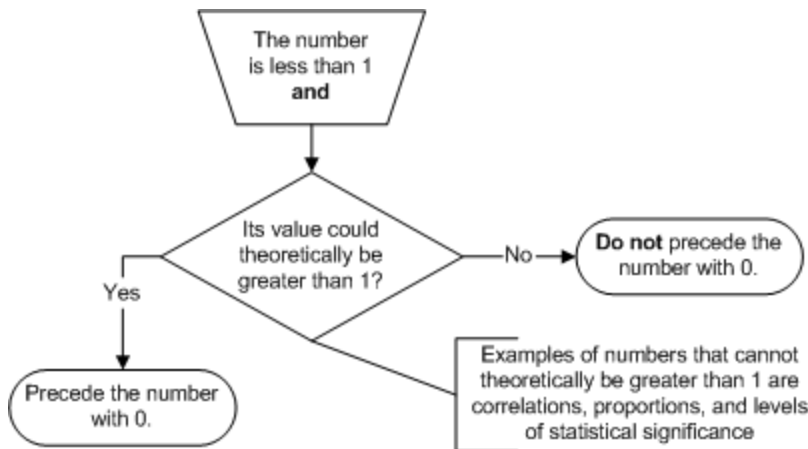 The number
is less than 1
and
Its value could
theoretically be
greater than 1?
No
Do not precede the
number with 0.
Yes
Precede the number
with 0.
Examples of numbers that cannot
theoretically be greater than 1 are
correlations, proportions, and levels
of statistical significance